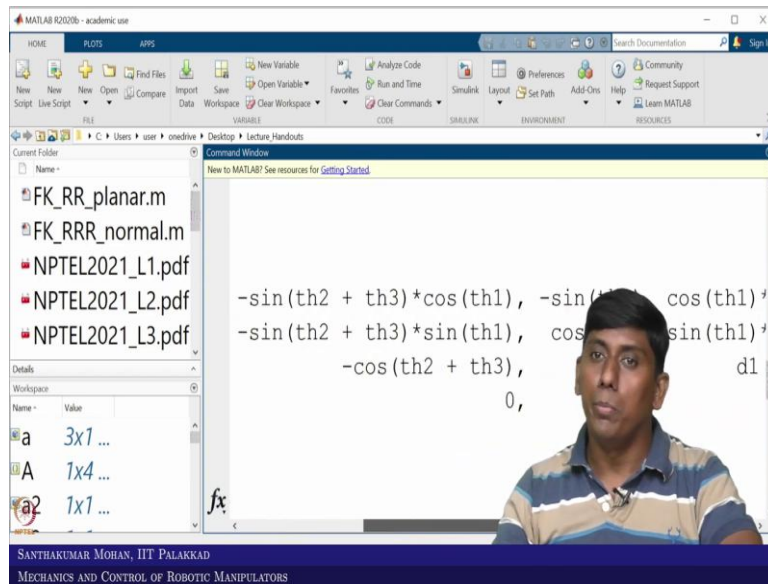 MATLAB R2020b - academic use
HOME PLOTS APPS Search Documentation Sign I
New Script New Live Script New Open Find Files Compare Import Data Save Workspace New Variable Open Variable Clear Workspace Favorites Analyze Code Run and Time Clear Commands Simulink Layout Preferences Set Path Add-Ons Help Community Request Support Learn MATLAB
FILE VARIABLE CODE SIMULINK ENVIRONMENT RESOURCES
C: Users user onedrive Desktop Lecture_Handouts
Current Folder
Command Window
Name
New to MATLAB? See resources for Getting Started.
FK_RR_planar.m
FK_RRR_normal.m
NPTEL2021_L1.pdf
NPTEL2021_L2.pdf
NPTEL2021_L3.pdf
-sin(th2 + th3)*cos(th1), -sin(th cos(th1)*
-sin(th2 + th3)*sin(th1), cos sin(th1)*
-cos(th2 + th3), d1
0,
Details
Workspace
Name Value
a 3x1 ...
A 1x4 ...
a2 1x1 ...
fx
NPTEL
SANTHAKUMAR MOHAN, IIT PALAKKAD
MECHANICS AND CONTROL OF ROBOTIC MANIPULATORS